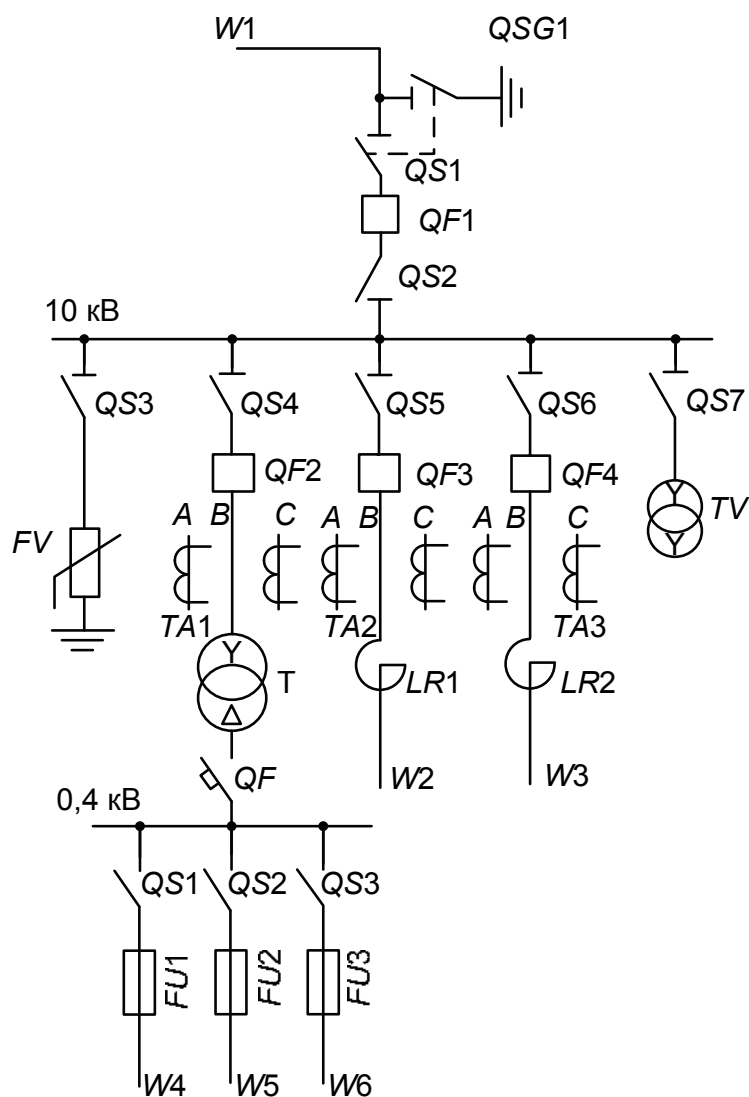 W1 QSG1
QS1
QF1
QS2
10 кВ
QS3 QS4 QS5 QS6 QS7
QF2 QF3 QF4
A B C A B C A B C
FV TV
Y
Y
TA1 TA2 TA3
Y T LR1 LR2
Δ
QF W2 W3
0,4 кВ
QS1 QS2 QS3
FU1 FU2 FU3
W4 W5 W6